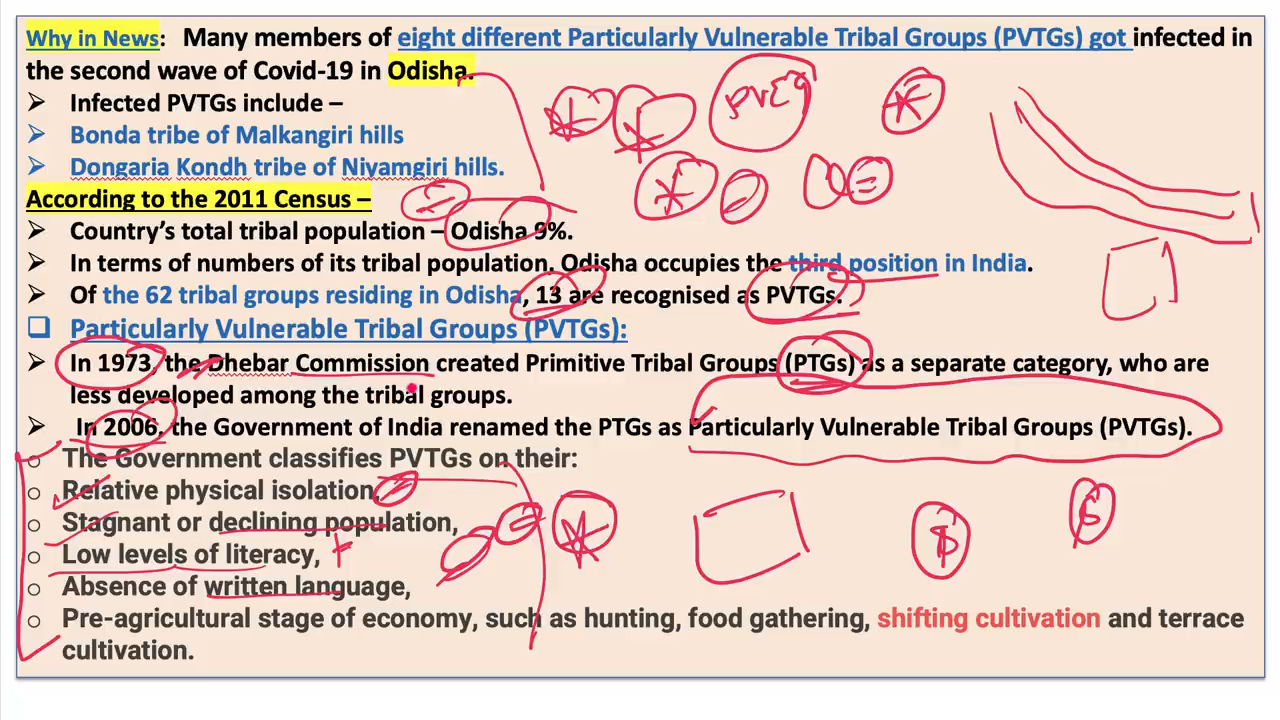 Why in News: Many members of eight different Particularly Vulnerable Tribal Groups (PVTGs) got infected in
the second wave of Covid-19 in Odisha.
➢ Infected PVTGs include –
➢ Bonda tribe of Malkangiri hills
➢ Dongaria Kondh tribe of Niyamgiri hills.
According to the 2011 Census –
➢ Country's total tribal population – Odisha 9%.
➢ In terms of numbers of its tribal population, Odisha occupies the third position in India.
➢ Of the 62 tribal groups residing in Odisha, 13 are recognised as PVTGs.
❑ Particularly Vulnerable Tribal Groups (PVTGs):
➢ In 1973, the Dhebar Commission created Primitive Tribal Groups (PTGs) as a separate category, who are
less developed among the tribal groups.
➢ In 2006, the Government of India renamed the PTGs as Particularly Vulnerable Tribal Groups (PVTGs).
o The Government classifies PVTGs on their:
o Relative physical isolation,
o Stagnant or declining population,
o Low levels of literacy,
o Absence of written language,
o Pre-agricultural stage of economy, such as hunting, food gathering, shifting cultivation and terrace
cultivation.